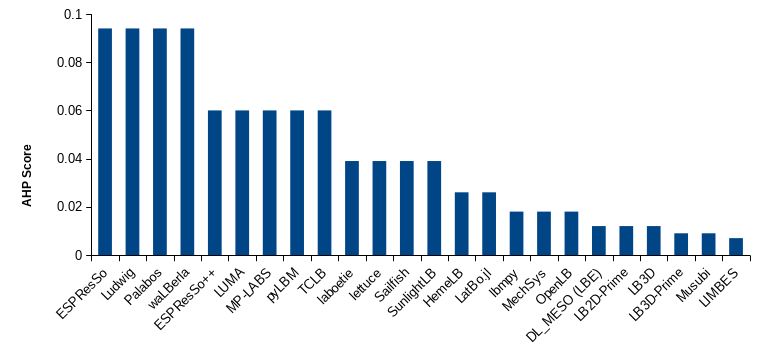 0.1
0.08
0.06
0.04
0.02
0
AHP Score
ESPResSo
Ludwig
Palabos
waLBerla
ESPResSo++
LUMA
MP-LABS
pyLBM
TCLB
laboetie
lettuce
Sailfish
SunlightLB
HemeLB
LatBo.jl
lbmpy
MechSys
OpenLB
DL_MESO (LBE)
LB2D-Prime
LB3D
LB3D-Prime
Musubi
LIMBES